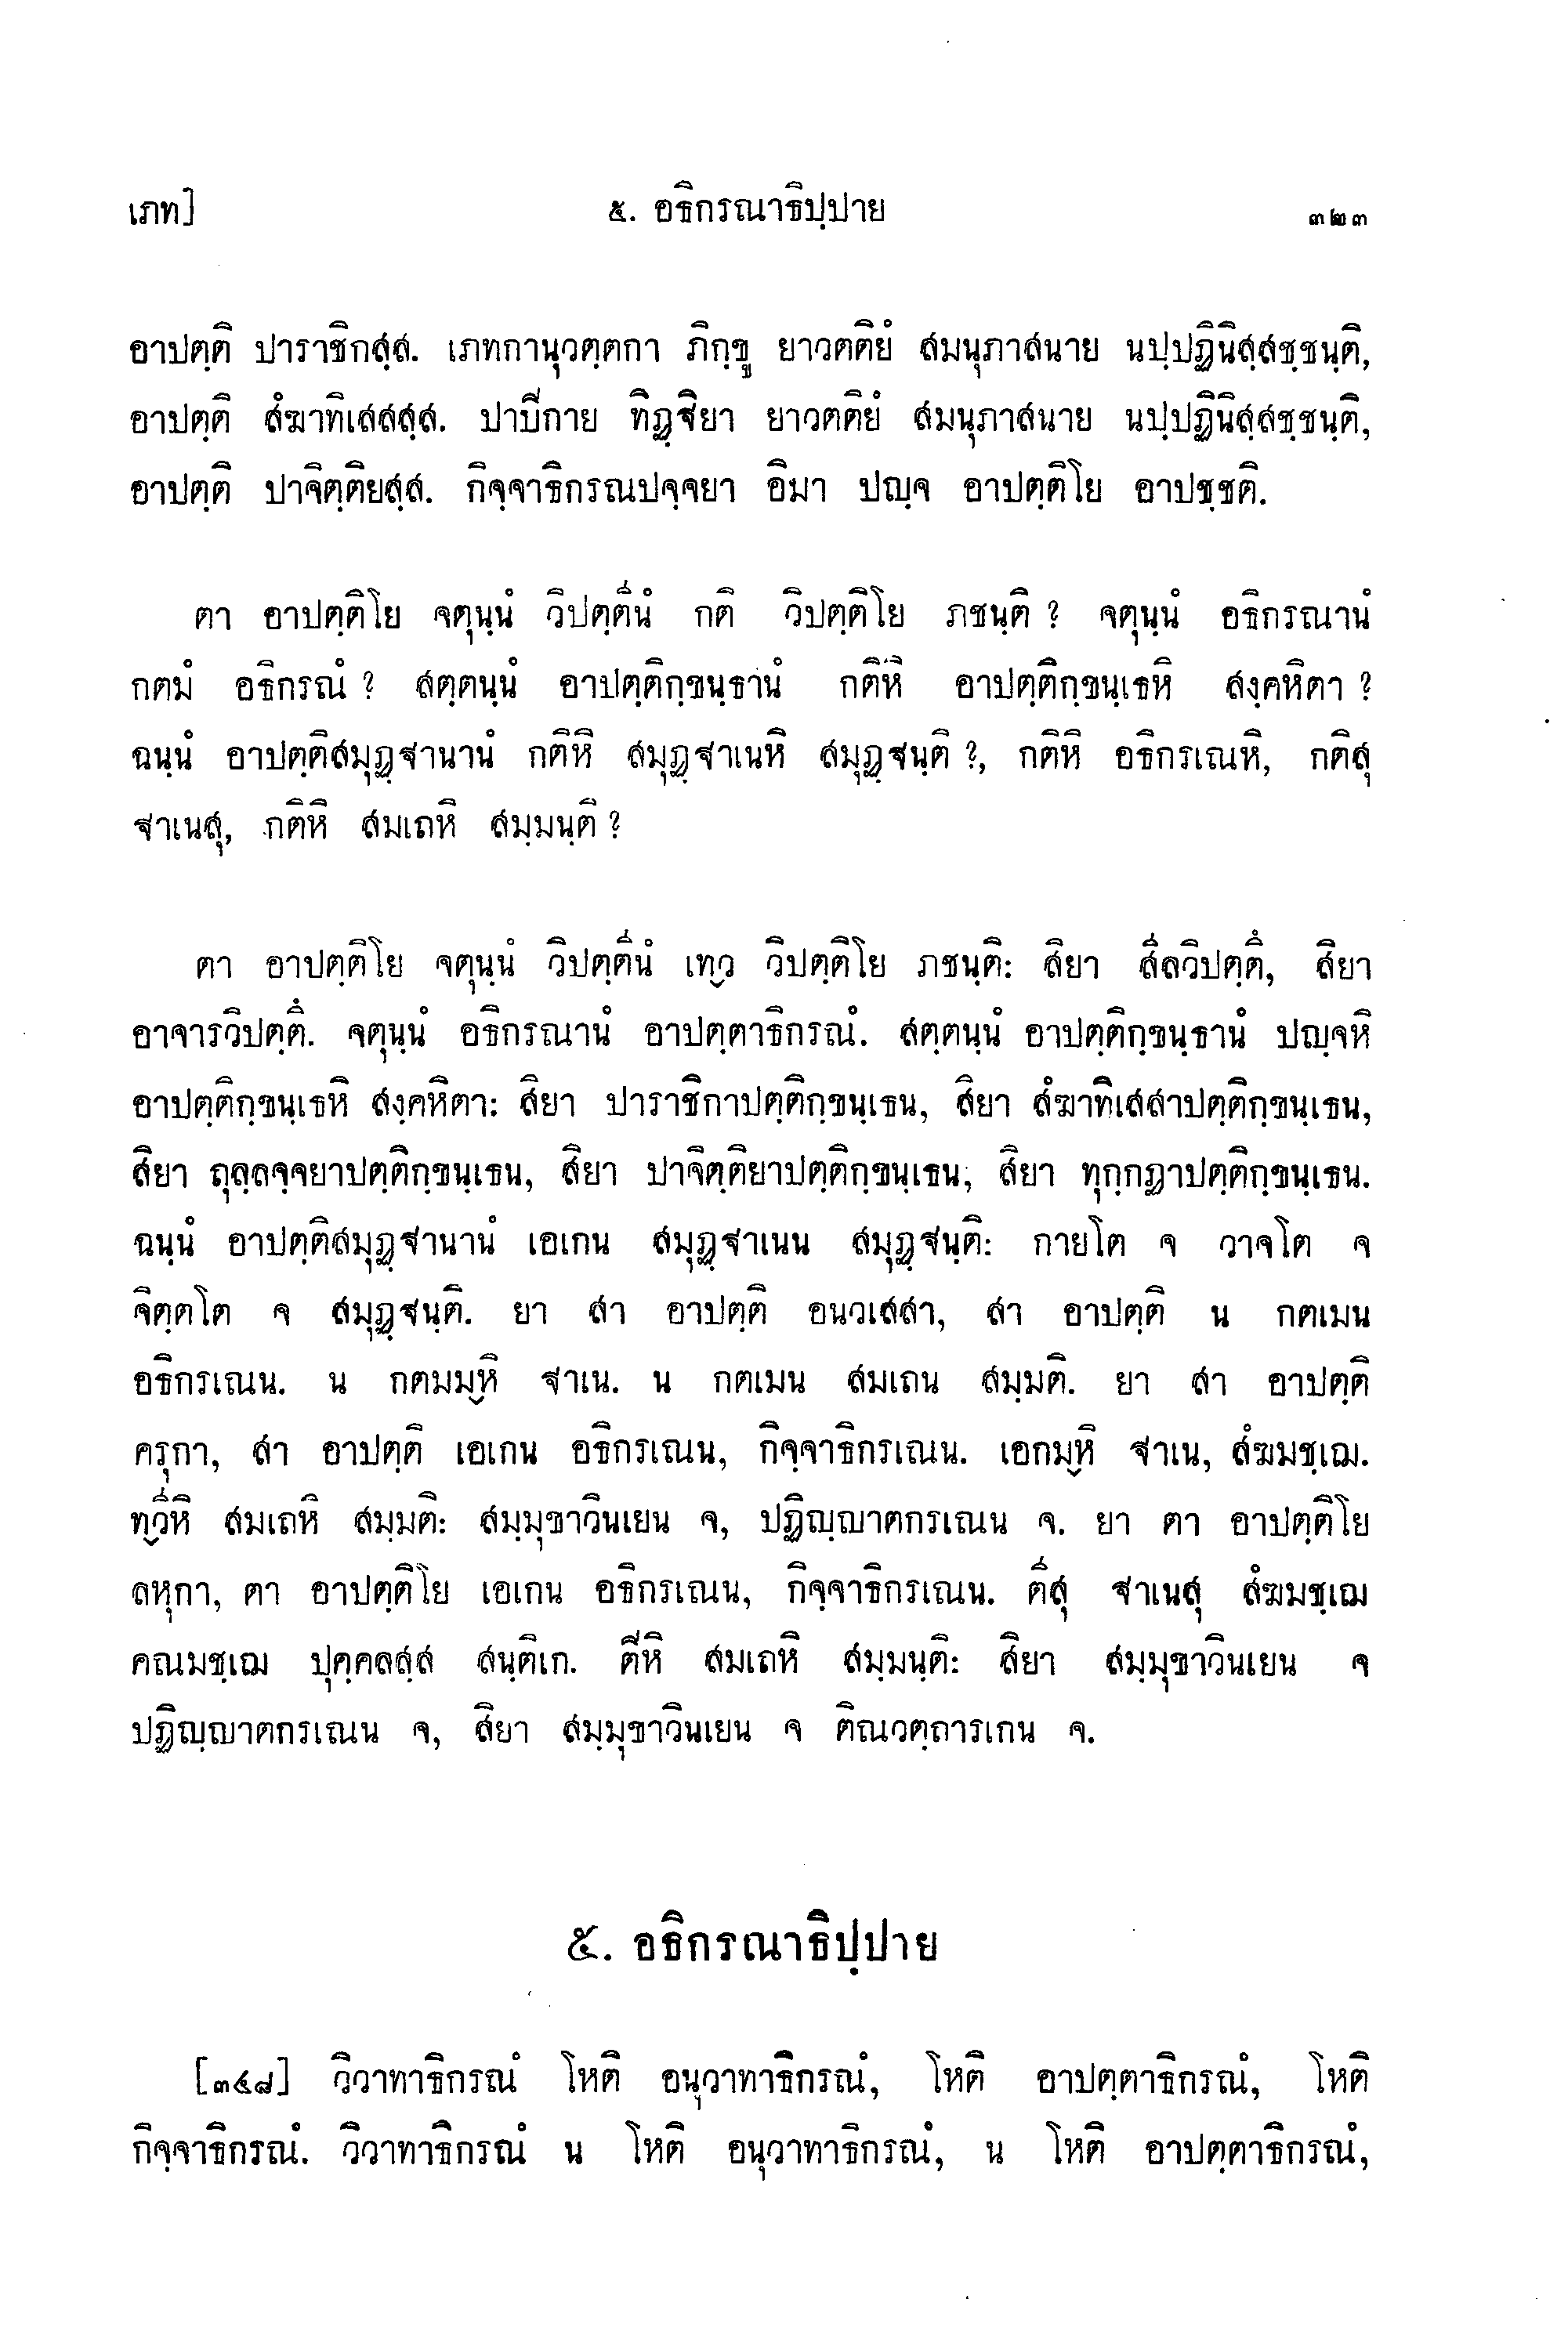 เภท] ๕. อธิกรณาธิปฺปาย ๓๒๓
อาปตฺติ ปาราชิกสฺส. เภทกานุวตฺตกา ภิกฺขู ยาวตติยํ สมนุภาสนาย นปฺปฏินิสฺสชฺชนฺติ,
อาปตฺติ สํฆาทิเสสสฺส. ปาปิกาย ทิฏฺฐิยา ยาวตติยํ สมนุภาสนาย นปฺปฏินิสฺสชฺชนฺติ,
อาปตฺติ ปาจิตฺติยสฺส. กิจฺจาธิกรณปจฺจยา อิมา ปญฺจ อาปตฺติโย อาปชฺชติ.
ตา อาปตฺติโย จตุนฺนํ วิปตฺตีนํ กติ วิปตฺติโย ภชนฺติ ? จตุนฺนํ อธิกรณานํ
กตมํ อธิกรณํ ? สตฺตนฺนํ อาปตฺติกฺขนฺธานํ กติหิ อาปตฺติกฺขนฺเธหิ สงฺคหิตา ?
ฉนฺนํ อาปตฺติสมุฏฺฐานานํ กติหิ สมุฏฺฐาเนหิ สมุฏฺฐนฺติ ?, กติหิ อธิกรเณหิ, กติสุ
ฐาเนสุ, กติหิ สมเถหิ สมฺมนฺติ ?
ตา อาปตฺติโย จตุนฺนํ วิปตฺตีนํ เทฺว วิปตฺติโย ภชนฺติ: สิยา สีลวิปตฺตึ, สิยา
อาจารวิปตฺตึ. จตุนฺนํ อธิกรณานํ อาปตฺตาธิกรณํ. สตฺตนฺนํ อาปตฺติกฺขนฺธานํ ปญฺจหิ
อาปตฺติกฺขนฺเธหิ สงฺคหิตา: สิยา ปาราชิกาปตฺติกฺขนฺเธน, สิยา สํฆาทิเสสาปตฺติกฺขนฺเธน,
สิยา ถุลฺลจฺจยาปตฺติกฺขนฺเธน, สิยา ปาจิตฺติยาปตฺติกฺขนฺเธน, สิยา ทุกฺกฏาปตฺติกฺขนฺเธน.
ฉนฺนํ อาปตฺติสมุฏฺฐานานํ เอเกน สมุฏฺฐาเนน สมุฏฺฐนฺติ: กายโต จ วาจโต จ
จิตฺตโต จ สมุฏฺฐนฺติ. ยา สา อาปตฺติ อนวเสสา, สา อาปตฺติ น กตเมน
อธิกรเณน. น กตมมฺหิ ฐาเน. น กตเมน สมเถน สมฺมติ. ยา สา อาปตฺติ
ครุกา, สา อาปตฺติ เอเกน อธิกรเณน, กิจฺจาธิกรเณน. เอกมฺหิ ฐาเน, สํฆมชฺเฌ.
ทฺวีหิ สมเถหิ สมฺมติ: สมฺมุขาวินเยน จ, ปฏิญฺญาตกรเณน จ. ยา ตา อาปตฺติโย
ลหุกา, ตา อาปตฺติโย เอเกน อธิกรเณน, กิจฺจาธิกรเณน. ตีสุ ฐาเนสุ สํฆมชฺเฌ
คณมชฺเฌ ปุคฺคลสฺส สนฺติเก. ตีหิ สมเถหิ สมฺมนฺติ: สิยา สมฺมุขาวินเยน จ
ปฏิญฺญาตกรเณน จ, สิยา สมฺมุขาวินเยน จ ติณวตฺถารเกน จ.
๕. อธิกรณาธิปฺปาย
[๓๔๘] วิวาทาธิกรณํ โหติ อนุวาทาธิกรณํ, โหติ อาปตฺตาธิกรณํ, โหติ
กิจฺจาธิกรณํ. วิวาทาธิกรณํ น โหติ อนุวาทาธิกรณํ, น โหติ อาปตฺตาธิกรณํ,